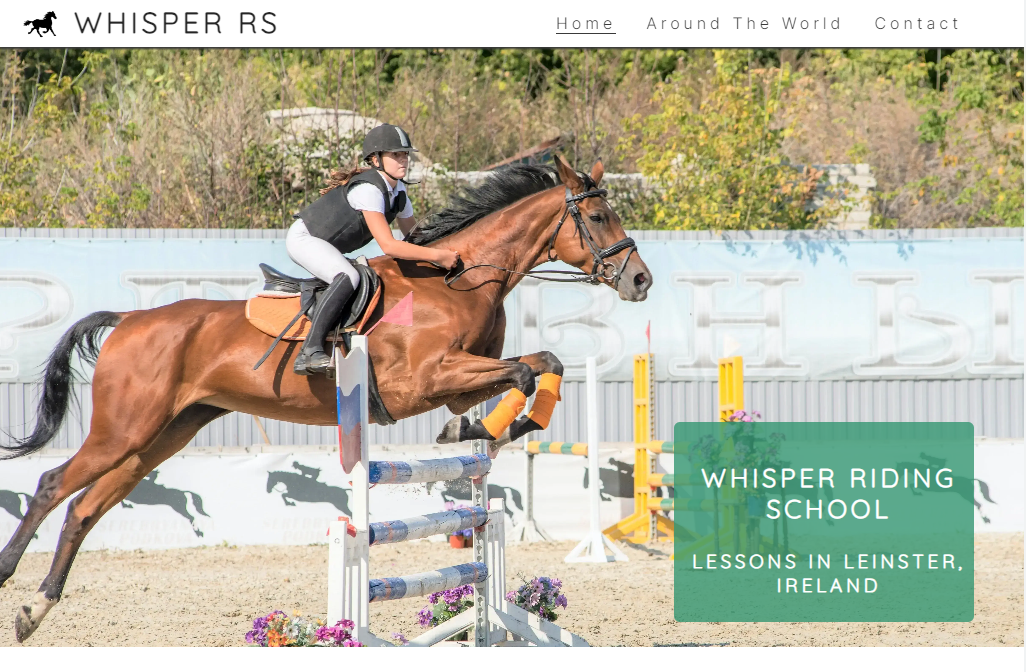 WHISPER RS
Home Around The World Contact
WHISPER RIDING
SCHOOL
LESSONS IN LEINSTER,
IRELAND